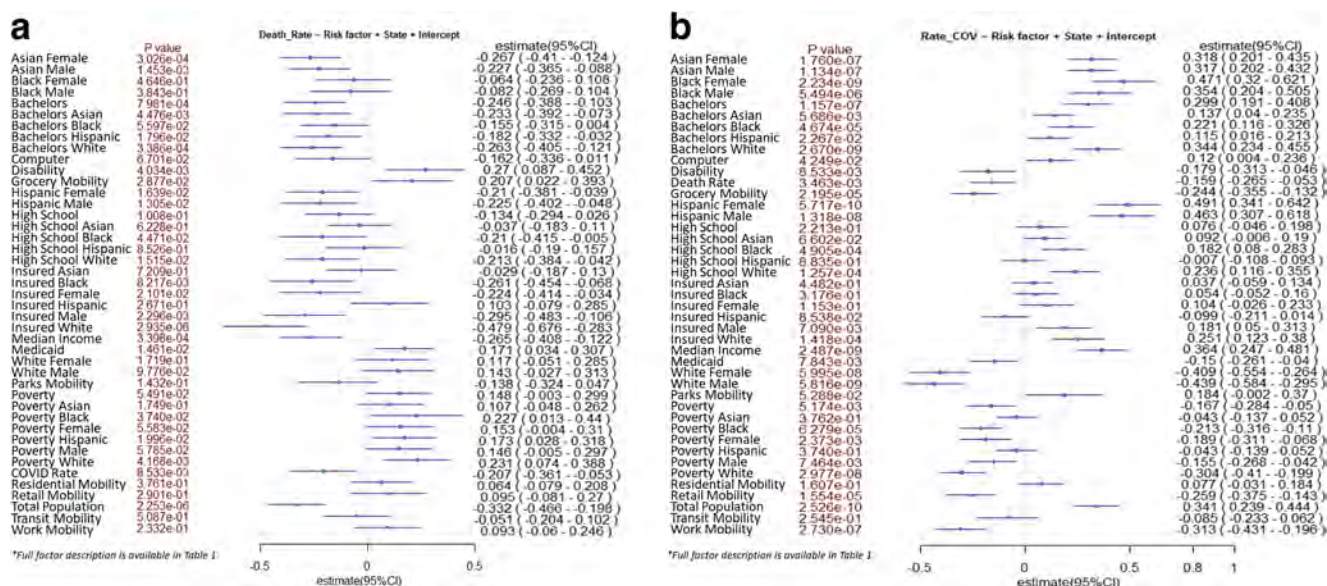 a
Death_Rate ~ Risk factor + State + Intercept
P value estimate(95%CI)
Asian Female 3.026e-04 -0.267 (-0.41 - -0.124 )
Asian Male 1.453e-03 -0.227 ( -0.365 - -0.088 )
Black Female 4.646e-01 -0.064 ( -0.236 - 0.108 )
Black Male 3.843e-01 -0.082 ( -0.269 - 0.104 )
Bachelors 7.981e-04 -0.246 ( -0.388 - -0.103 )
Bachelors Asian 4.476e-03 -0.233 ( -0.392 - -0.073 )
Bachelors Black 5.597e-02 -0.155 ( -0.315 - 0.004 )
Bachelors Hispanic 1.796e-02 -0.182 ( -0.332 - -0.032 )
Bachelors White 3.386e-04 -0.263 ( -0.405 - -0.121 )
Computer 6.701e-02 -0.162 ( -0.336 - 0.011 )
Disability 4.034e-03 0.27 ( 0.087 - 0.452 )
Grocery Mobility 2.877e-02 0.207 ( 0.022 - 0.393 )
Hispanic Female 1.639e-02 -0.21 ( -0.381 - -0.039 )
Hispanic Male 1.305e-02 -0.225 ( -0.402 - -0.048 )
High School 1.008e-01 -0.134 ( -0.294 - 0.026 )
High School Asian 6.228e-01 -0.037 ( -0.183 - 0.11 )
High School Black 4.471e-02 -0.21 ( -0.415 - -0.005 )
High School Hispanic 8.526e-01 -0.016 ( -0.19 - 0.157 )
High School White 1.515e-02 -0.213 ( -0.384 - -0.042 )
Insured Asian 7.209e-01 -0.029 ( -0.187 - 0.13 )
Insured Black 8.217e-03 -0.261 ( -0.454 - -0.068 )
Insured Female 2.101e-02 -0.224 ( -0.414 - -0.034 )
Insured Hispanic 2.671e-01 0.103 ( -0.079 - 0.285 )
Insured Male 2.296e-03 -0.295 ( -0.483 - -0.106 )
Insured White 2.935e-06 -0.479 ( -0.676 - -0.283 )
Median Income 3.398e-04 -0.265 ( -0.408 - -0.122 )
Medicaid 1.461e-02 0.171 ( 0.034 - 0.307 )
White Female 1.719e-01 0.117 ( -0.051 - 0.285 )
White Male 9.776e-02 0.143 ( -0.027 - 0.313 )
Parks Mobility 1.432e-01 -0.138 ( -0.324 - 0.047 )
Poverty 5.491e-02 0.148 ( -0.003 - 0.299 )
Poverty Asian 1.749e-01 0.107 ( -0.048 - 0.262 )
Poverty Black 3.740e-02 0.227 ( 0.013 - 0.44 )
Poverty Female 5.583e-02 0.153 ( -0.004 - 0.31 )
Poverty Hispanic 1.996e-02 0.173 ( 0.028 - 0.318 )
Poverty Male 5.785e-02 0.146 ( -0.005 - 0.297 )
Poverty White 4.166e-03 0.231 ( 0.074 - 0.388 )
COVID Rate 8.530e-03 -0.207 ( -0.361 - -0.053 )
Residential Mobility 3.761e-01 0.064 ( -0.079 - 0.208 )
Retail Mobility 2.901e-01 0.095 ( -0.081 - 0.27 )
Total Population 2.253e-06 -0.332 ( -0.466 - -0.198 )
Transit Mobility 5.087e-01 -0.051 ( -0.204 - 0.102 )
Work Mobility 2.332e-01 0.093 ( -0.06 - 0.246 )
*Full factor description is available in Table 1
-0.5 0 0.5
estimate(95%CI)
b
Rate_COV ~ Risk factor + State + Intercept
P value estimate(95%CI)
Asian Female 1.760e-07 0.318 ( 0.201 - 0.435 )
Asian Male 1.134e-07 0.317 ( 0.202 - 0.432 )
Black Female 2.234e-09 0.471 ( 0.32 - 0.621 )
Black Male 5.494e-06 0.354 ( 0.204 - 0.505 )
Bachelors 1.157e-07 0.299 ( 0.191 - 0.408 )
Bachelors Asian 5.686e-03 0.137 ( 0.04 - 0.235 )
Bachelors Black 4.674e-05 0.221 ( 0.116 - 0.326 )
Bachelors Hispanic 2.267e-02 0.115 ( 0.016 - 0.213 )
Bachelors White 2.670e-09 0.344 ( 0.234 - 0.455 )
Computer 4.249e-02 0.12 ( 0.004 - 0.236 )
Disability 8.533e-03 -0.179 ( -0.313 - -0.046 )
Death Rate 3.463e-03 -0.159 ( -0.265 - -0.053 )
Grocery Mobility 2.195e-05 -0.244 ( -0.355 - -0.132 )
Hispanic Female 5.717e-10 0.491 ( 0.341 - 0.642 )
Hispanic Male 1.318e-08 0.463 ( 0.307 - 0.618 )
High School 2.213e-01 0.076 ( -0.046 - 0.198 )
High School Asian 6.602e-02 0.092 ( -0.006 - 0.19 )
High School Black 4.905e-04 0.182 ( 0.08 - 0.283 )
High School Hispanic 8.835e-01 -0.007 ( -0.108 - 0.093 )
High School White 1.257e-04 0.236 ( 0.116 - 0.355 )
Insured Asian 4.482e-01 0.037 ( -0.059 - 0.134 )
Insured Black 3.176e-01 0.054 ( -0.052 - 0.16 )
Insured Female 1.153e-01 0.104 ( -0.026 - 0.233 )
Insured Hispanic 8.538e-02 -0.099 ( -0.211 - 0.014 )
Insured Male 7.090e-03 0.181 ( 0.05 - 0.313 )
Insured White 1.418e-04 0.251 ( 0.123 - 0.38 )
Median Income 2.487e-09 0.364 ( 0.247 - 0.481 )
Medicaid 7.843e-03 -0.15 ( -0.261 - -0.04 )
White Female 5.995e-08 -0.409 ( -0.554 - -0.264 )
White Male 5.816e-09 -0.439 ( -0.584 - -0.295 )
Parks Mobility 5.288e-02 0.184 ( -0.002 - 0.37 )
Poverty 5.174e-03 -0.167 ( -0.284 - -0.05 )
Poverty Asian 3.762e-01 -0.043 ( -0.137 - 0.052 )
Poverty Black 6.279e-05 -0.213 ( -0.316 - -0.11 )
Poverty Female 2.373e-03 -0.189 ( -0.311 - -0.068 )
Poverty Hispanic 3.740e-01 -0.043 ( -0.139 - 0.052 )
Poverty Male 7.464e-03 -0.155 ( -0.268 - -0.042 )
Poverty White 2.977e-08 -0.304 ( -0.41 - -0.199 )
Residential Mobility 1.607e-01 0.077 ( -0.031 - 0.184 )
Retail Mobility 1.554e-05 -0.259 ( -0.375 - -0.143 )
Total Population 2.526e-10 0.341 ( 0.239 - 0.444 )
Transit Mobility 2.545e-01 -0.085 ( -0.233 - 0.062 )
Work Mobility 2.730e-07 -0.313 ( -0.431 - -0.196 )
*Full factor description is available in Table 1
-0.5 0 0.5 1
estimate(95%CI)